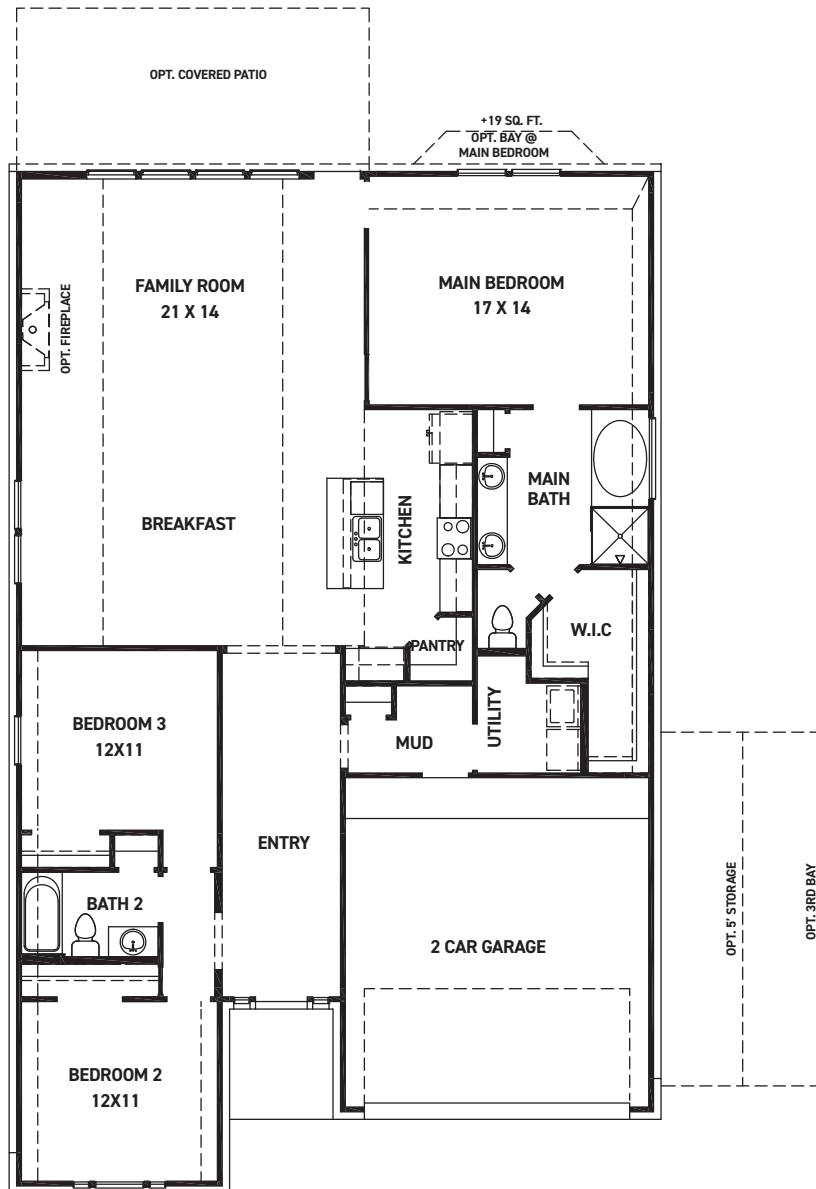 OPT. COVERED PATIO
+19 SQ. FT.
OPT. BAY @
MAIN BEDROOM
FAMILY ROOM
21 X 14
MAIN BEDROOM
17 X 14
OPT. FIREPLACE
MAIN
BATH
BREAKFAST
KITCHEN
W.I.C
PANTRY
BEDROOM 3
12X11
MUD
UTILITY
ENTRY
BATH 2
2 CAR GARAGE
OPT. 5' STORAGE
OPT. 3RD BAY
BEDROOM 2
12X11